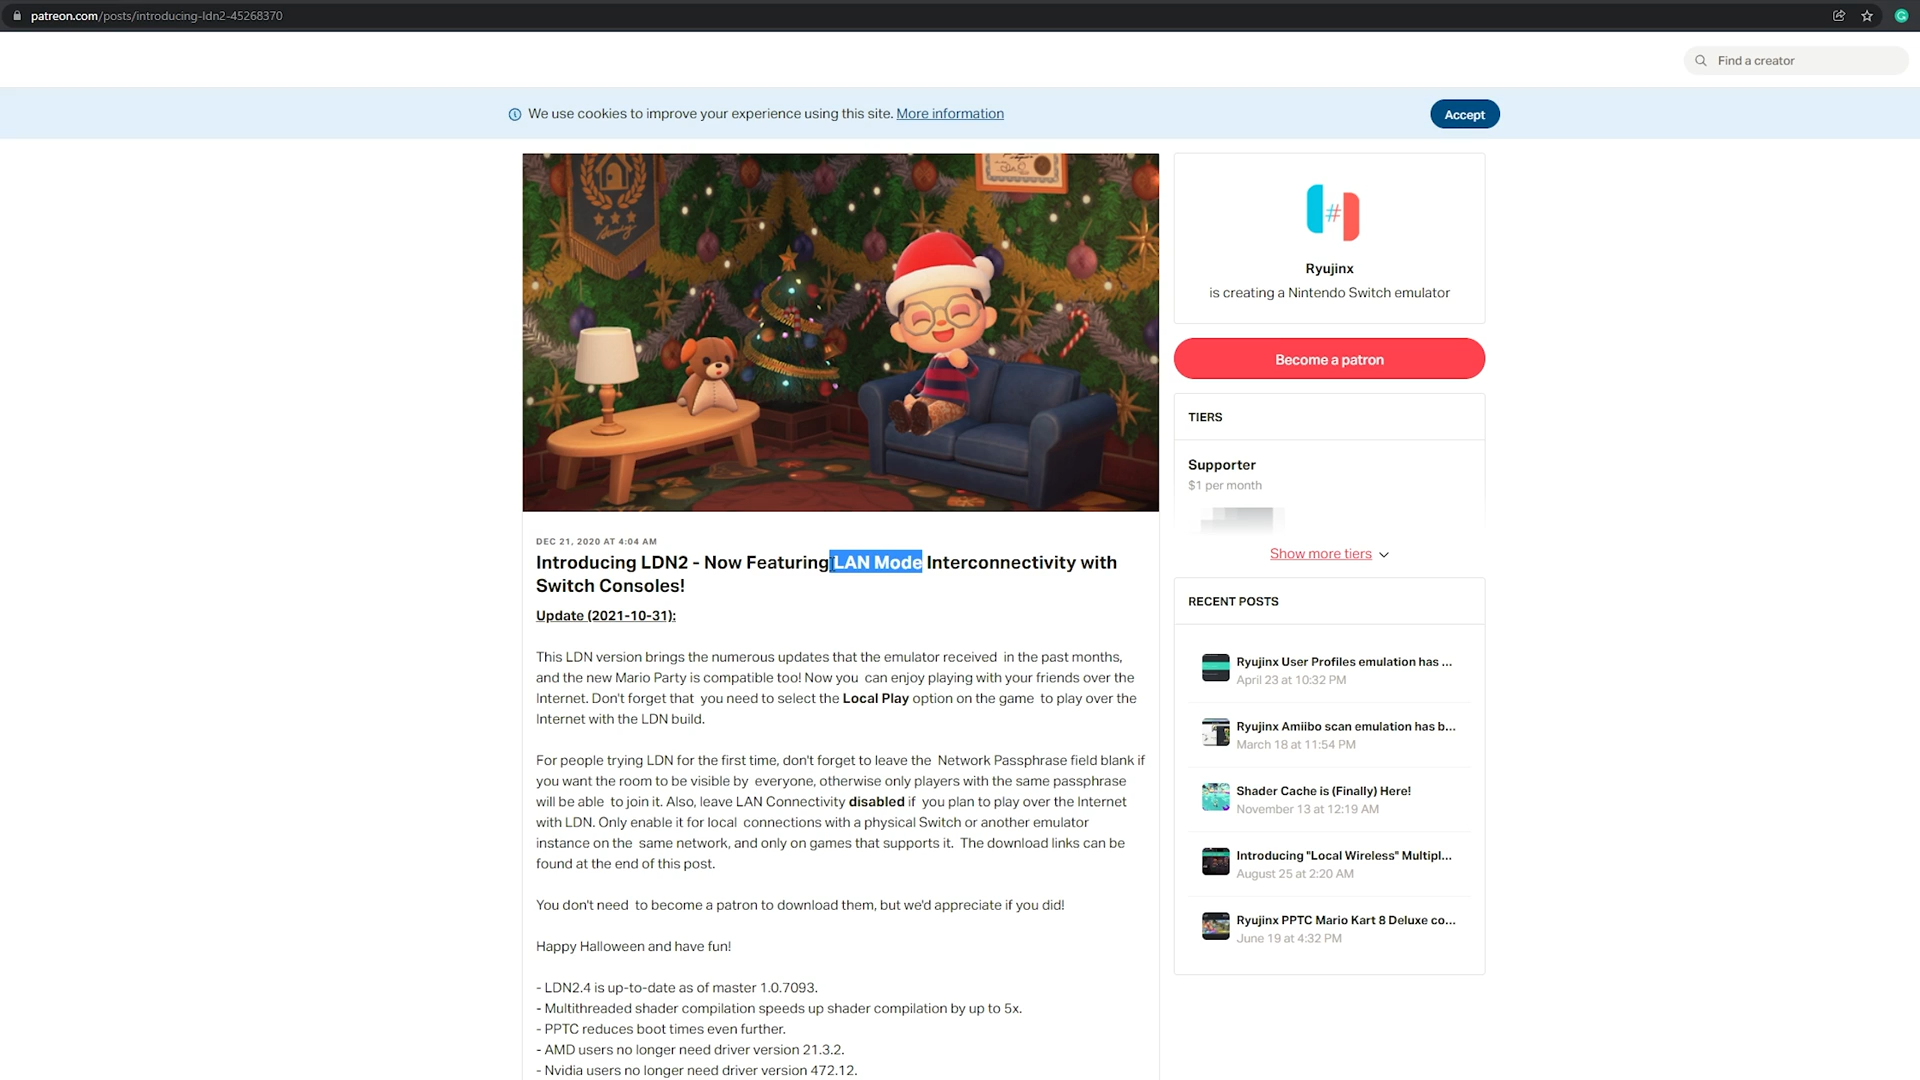 patreon.com/posts/introducing-ldn2-45268370
Find a creator
We use cookies to improve your experience using this site. More information
Accept
#
Ryujinx
is creating a Nintendo Switch emulator
Become a patron
TIERS
Supporter
$1 per month
Show more tiers
DEC 21, 2020 AT 4:04 AM
Introducing LDN2 - Now Featuring LAN Mode Interconnectivity with
Switch Consoles!
Update (2021-10-31):
This LDN version brings the numerous updates that the emulator received in the past months,
and the new Mario Party is compatible too! Now you can enjoy playing with your friends over the
Internet. Don't forget that you need to select the Local Play option on the game to play over the
Internet with the LDN build.
For people trying LDN for the first time, don't forget to leave the Network Passphrase field blank if
you want the room to be visible by everyone, otherwise only players with the same passphrase
will be able to join it. Also, leave LAN Connectivity disabled if you plan to play over the Internet
with LDN. Only enable it for local connections with a physical Switch or another emulator
instance on the same network, and only on games that supports it. The download links can be
found at the end of this post.
You don't need to become a patron to download them, but we'd appreciate if you did!
Happy Halloween and have fun!
- LDN2.4 is up-to-date as of master 1.0.7093.
- Multithreaded shader compilation speeds up shader compilation by up to 5x.
- PPTC reduces boot times even further.
- AMD users no longer need driver version 21.3.2.
- Nvidia users no longer need driver version 472.12.
RECENT POSTS
Ryujinx User Profiles emulation has ...
April 23 at 10:32 PM
Ryujinx Amiibo scan emulation has b...
March 18 at 11:54 PM
Shader Cache is (Finally) Here!
November 13 at 12:19 AM
Introducing "Local Wireless" Multipl...
August 25 at 2:20 AM
Ryujinx PPTC Mario Kart 8 Deluxe co...
June 19 at 4:32 PM